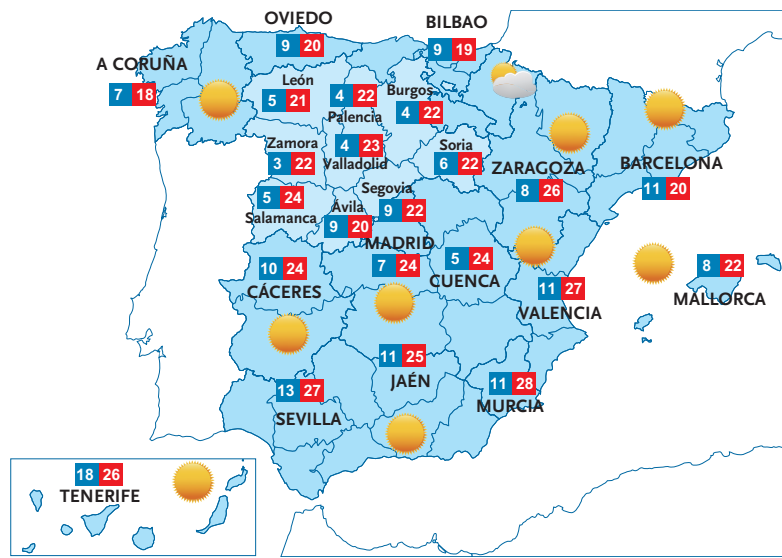 OVIEDO
9 20
BILBAO
9 19
A CORUÑA
7 18
León
5 21
4 22
Palencia
Burgos
4 22
Zamora
3 22
4 23
Valladolid
Soria
6 22
ZARAGOZA
8 26
BARCELONA
11 20
5 24
Salamanca
Ávila
9 20
Segovia
9 22
MADRID
7 24
5 24
CUENCA
10 24
CÁCERES
11 27
VALENCIA
8 22
MALLORCA
11 25
JAÉN
13 27
SEVILLA
11 28
MURCIA
18 26
TENERIFE